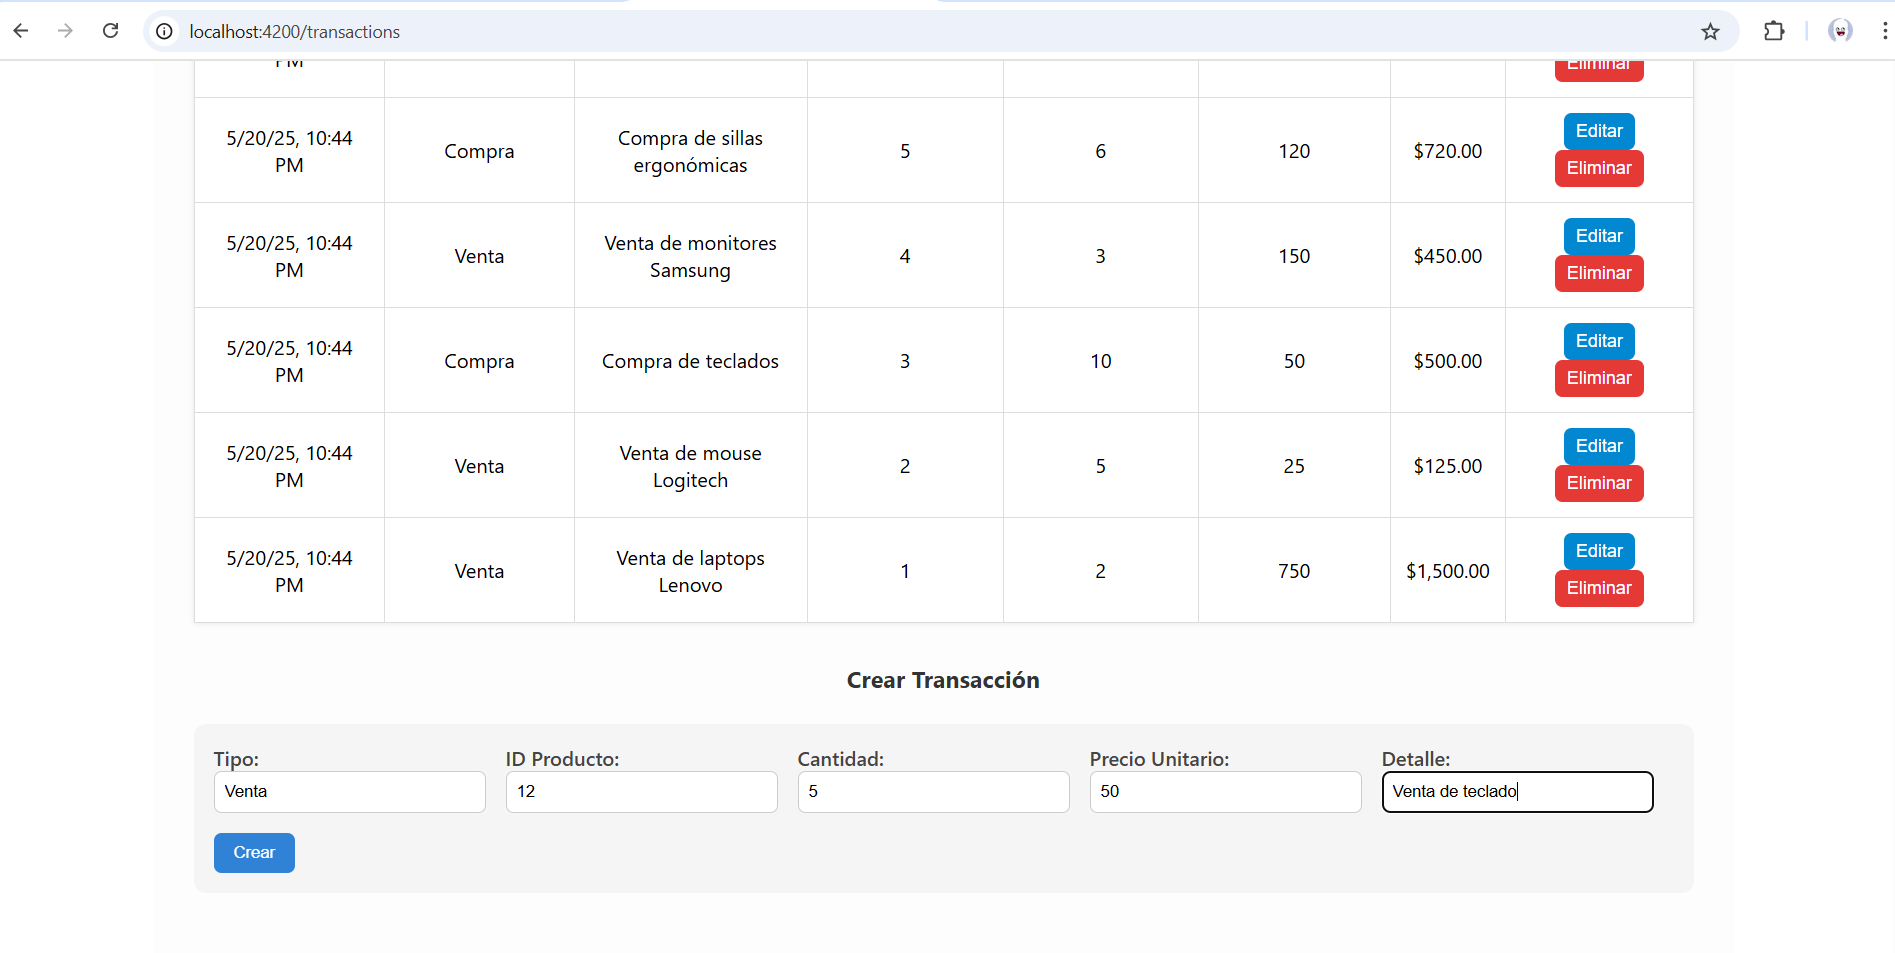 localhost:4200/transactions
PM
Eliminar
5/20/25, 10:44
PM
Compra
Compra de sillas
ergonómicas
5
6
120
$720.00
Editar
Eliminar
5/20/25, 10:44
PM
Venta
Venta de monitores
Samsung
4
3
150
$450.00
Editar
Eliminar
5/20/25, 10:44
PM
Compra
Compra de teclados
3
10
50
$500.00
Editar
Eliminar
5/20/25, 10:44
PM
Venta
Venta de mouse
Logitech
2
5
25
$125.00
Editar
Eliminar
5/20/25, 10:44
PM
Venta
Venta de laptops
Lenovo
1
2
750
$1,500.00
Editar
Eliminar
Crear Transacción
Tipo:
Venta
ID Producto:
12
Cantidad:
5
Precio Unitario:
50
Detalle:
Venta de teclado
Crear